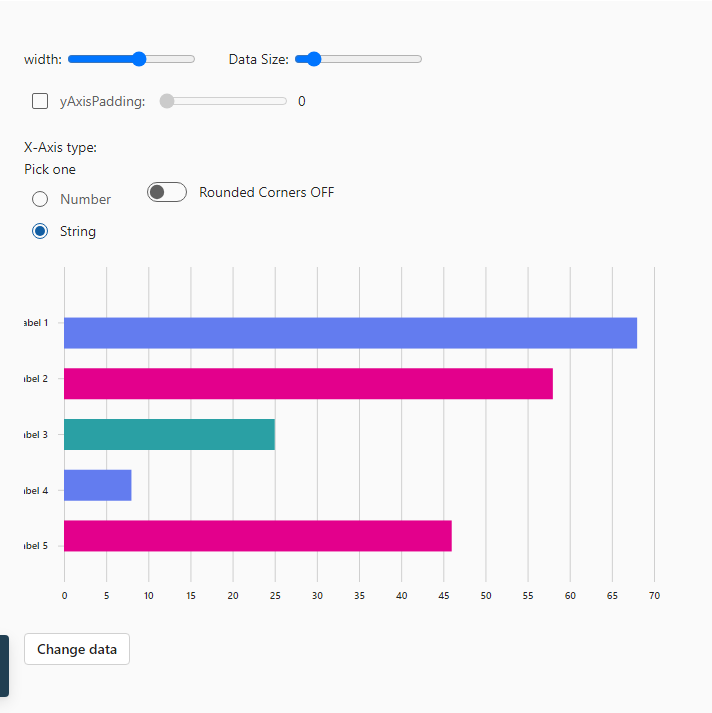 width: Data Size:
yAxisPadding: 0
X-Axis type:
Pick one
Number Rounded Corners OFF
String
abel 1
abel 2
abel 3
abel 4
abel 5
0 5 10 15 20 25 30 35 40 45 50 55 60 65 70
Change data